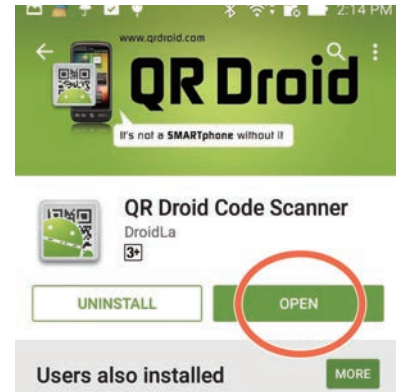 2:14 PM
www.qrdroid.com
QR Droid
It's not a SMARTphone without it
QR Droid Code Scanner
DroidLa
3+
UNINSTALL
OPEN
Users also installed
MORE